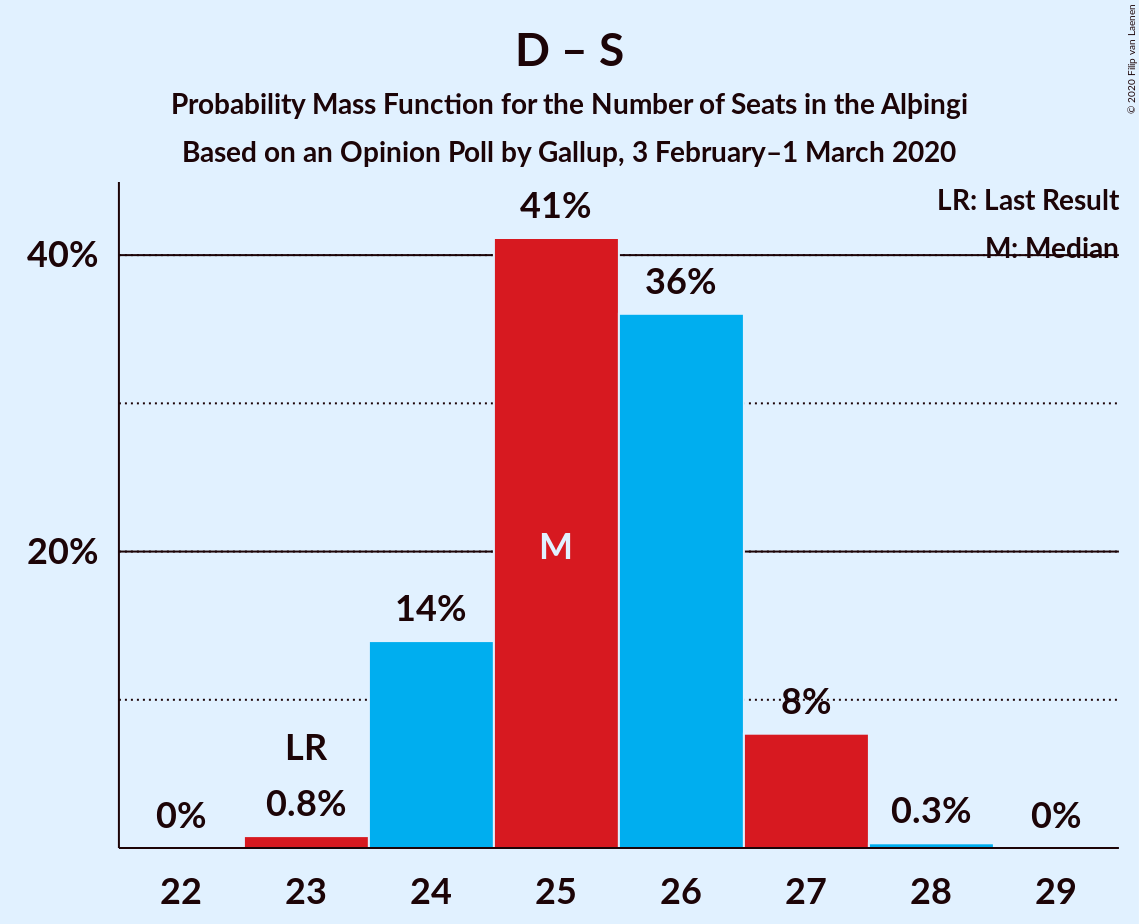 D – S
Probability Mass Function for the Number of Seats in the Alþingi
Based on an Opinion Poll by Gallup, 3 February–1 March 2020
© 2020 Filip van Laenen
LR: Last Result
M: Median
40%
20%
41%
36%
M
14%
8%
LR
0%
0.8%
0.3%
0%
22 23 24 25 26 27 28 29